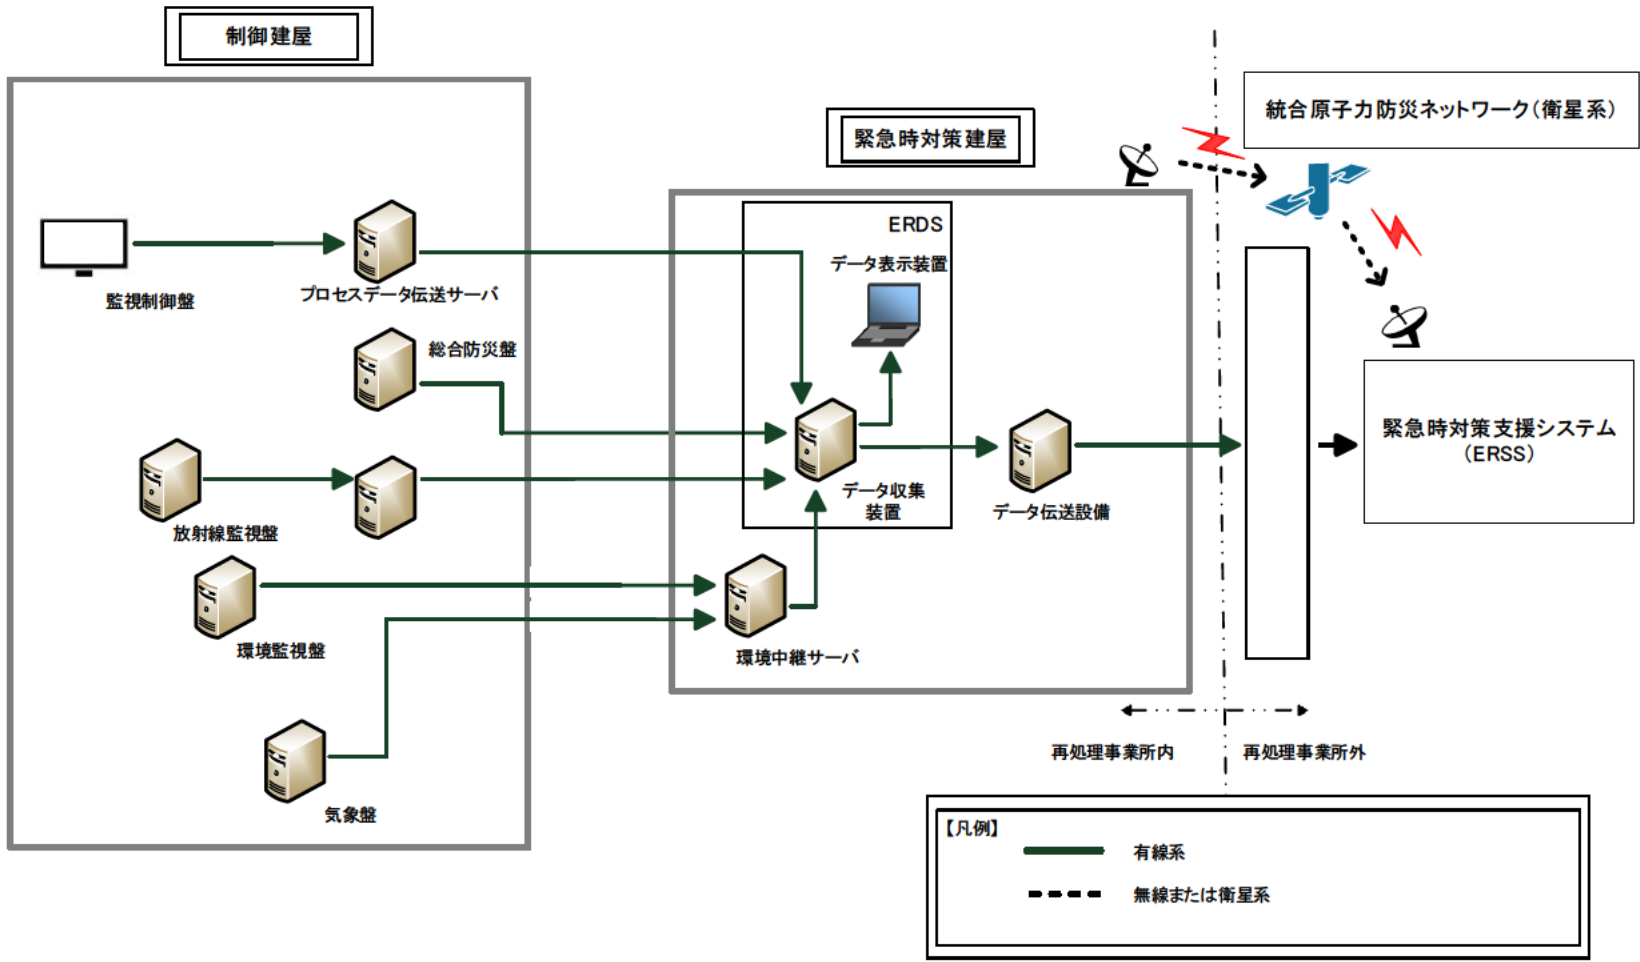 制御建屋
統合原子力防災ネットワーク（衛星系）
緊急時対策建屋
ERDS
データ表示装置
監視制御盤
プロセスデータ伝送サーバ
総合防災盤
緊急時対策支援システム
（ERSS）
データ収集
装置
データ伝送設備
放射線監視盤
環境監視盤
環境中継サーバ
再処理事業所内
再処理事業所外
気象盤
【凡例】
有線系
無線または衛星系